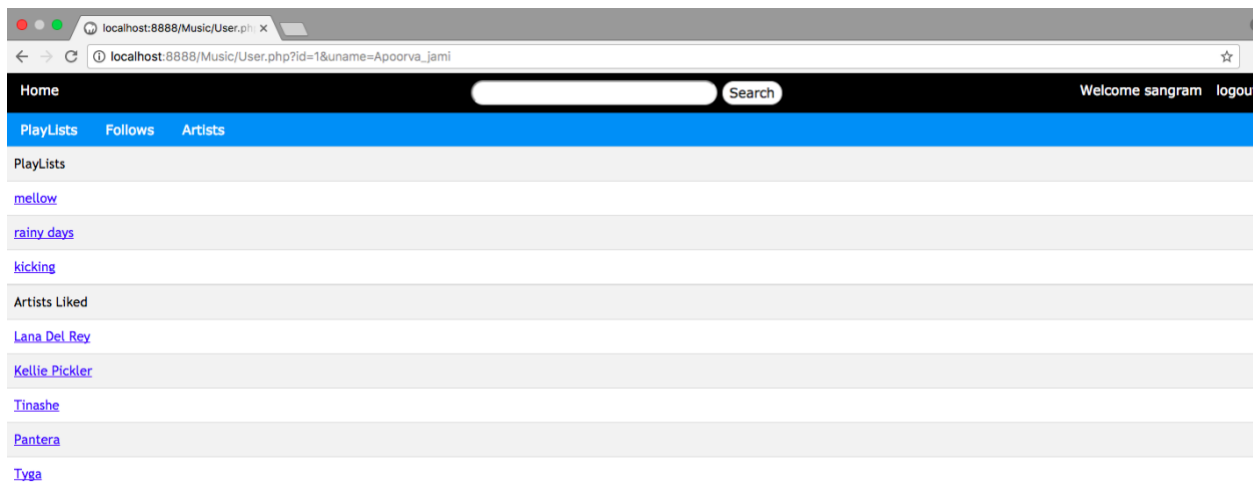 localhost:8888/Music/User.ph
localhost:8888/Music/User.php?id=1&uname=Apoorva_jami
Home Search Welcome sangram logou
PlayLists Follows Artists
PlayLists
mellow
rainy days
kicking
Artists Liked
Lana Del Rey
Kellie Pickler
Tinashe
Pantera
Tyga